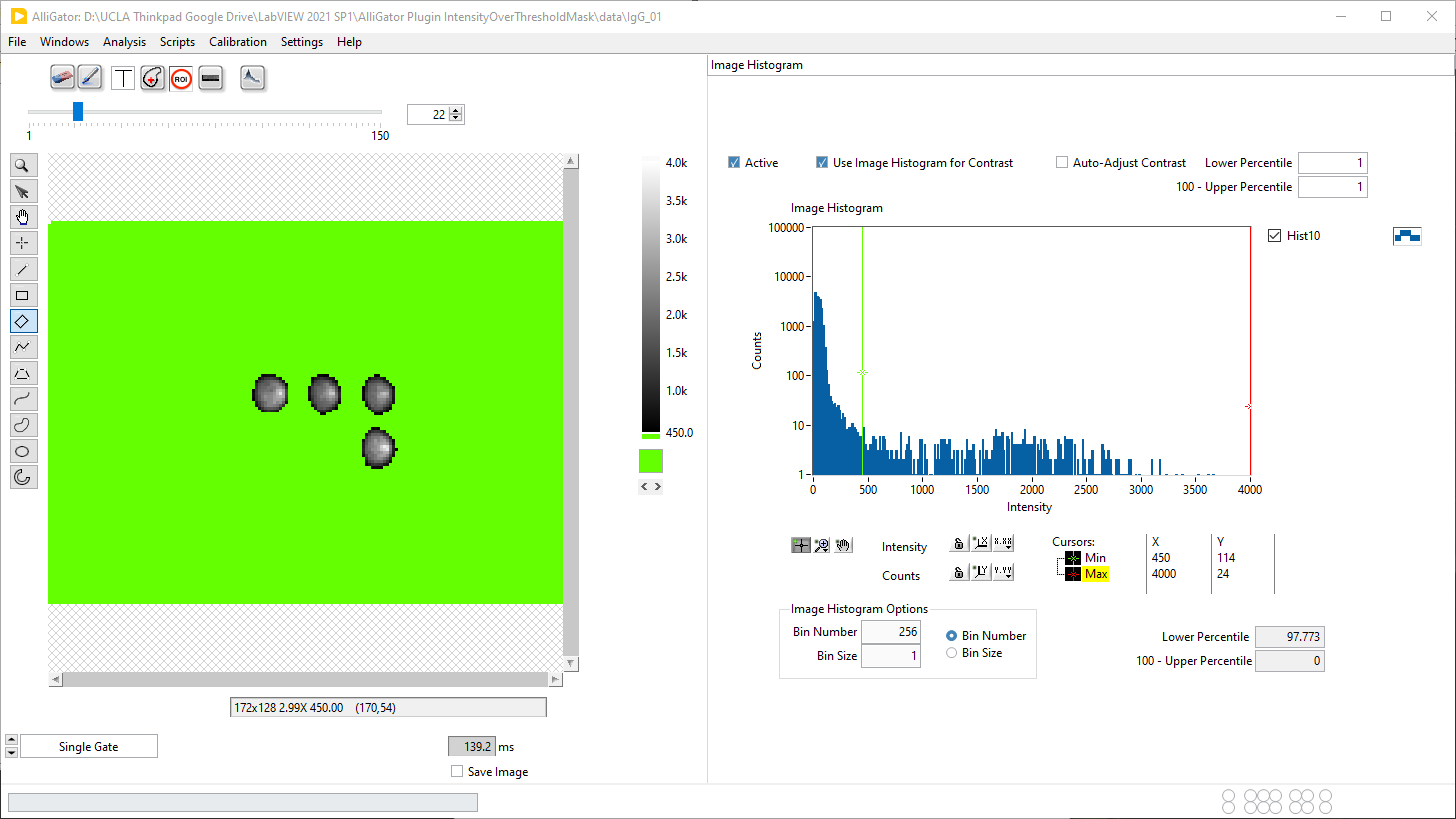 AlliGator: D:\UCLA Thinkpad Google Drive\LabVIEW 2021 SP1\AlliGator Plugin IntensityOverThresholdMask\data\IgG_01
File Windows Analysis Scripts Calibration Settings Help
Image Histogram
T
ROI
22
1 150
4.0k
3.5k
3.0k
2.5k
2.0k
1.5k
1.0k
450.0
172x128 2.99X 450.00 (170,54)
Single Gate
139.2 ms
Save Image
Active
Use Image Histogram for Contrast
Auto-Adjust Contrast
Lower Percentile 1
100 - Upper Percentile 1
Image Histogram
Hist10
100000
10000
1000
100
10
1
Counts
0 500 1000 1500 2000 2500 3000 3500 4000
Intensity
Intensity X X.XX
Counts Y Y.YY
Cursors: X Y
Min 450 114
Max 4000 24
Image Histogram Options
Bin Number 256
Bin Size 1
Bin Number
Bin Size
Lower Percentile 97.773
100 - Upper Percentile 0